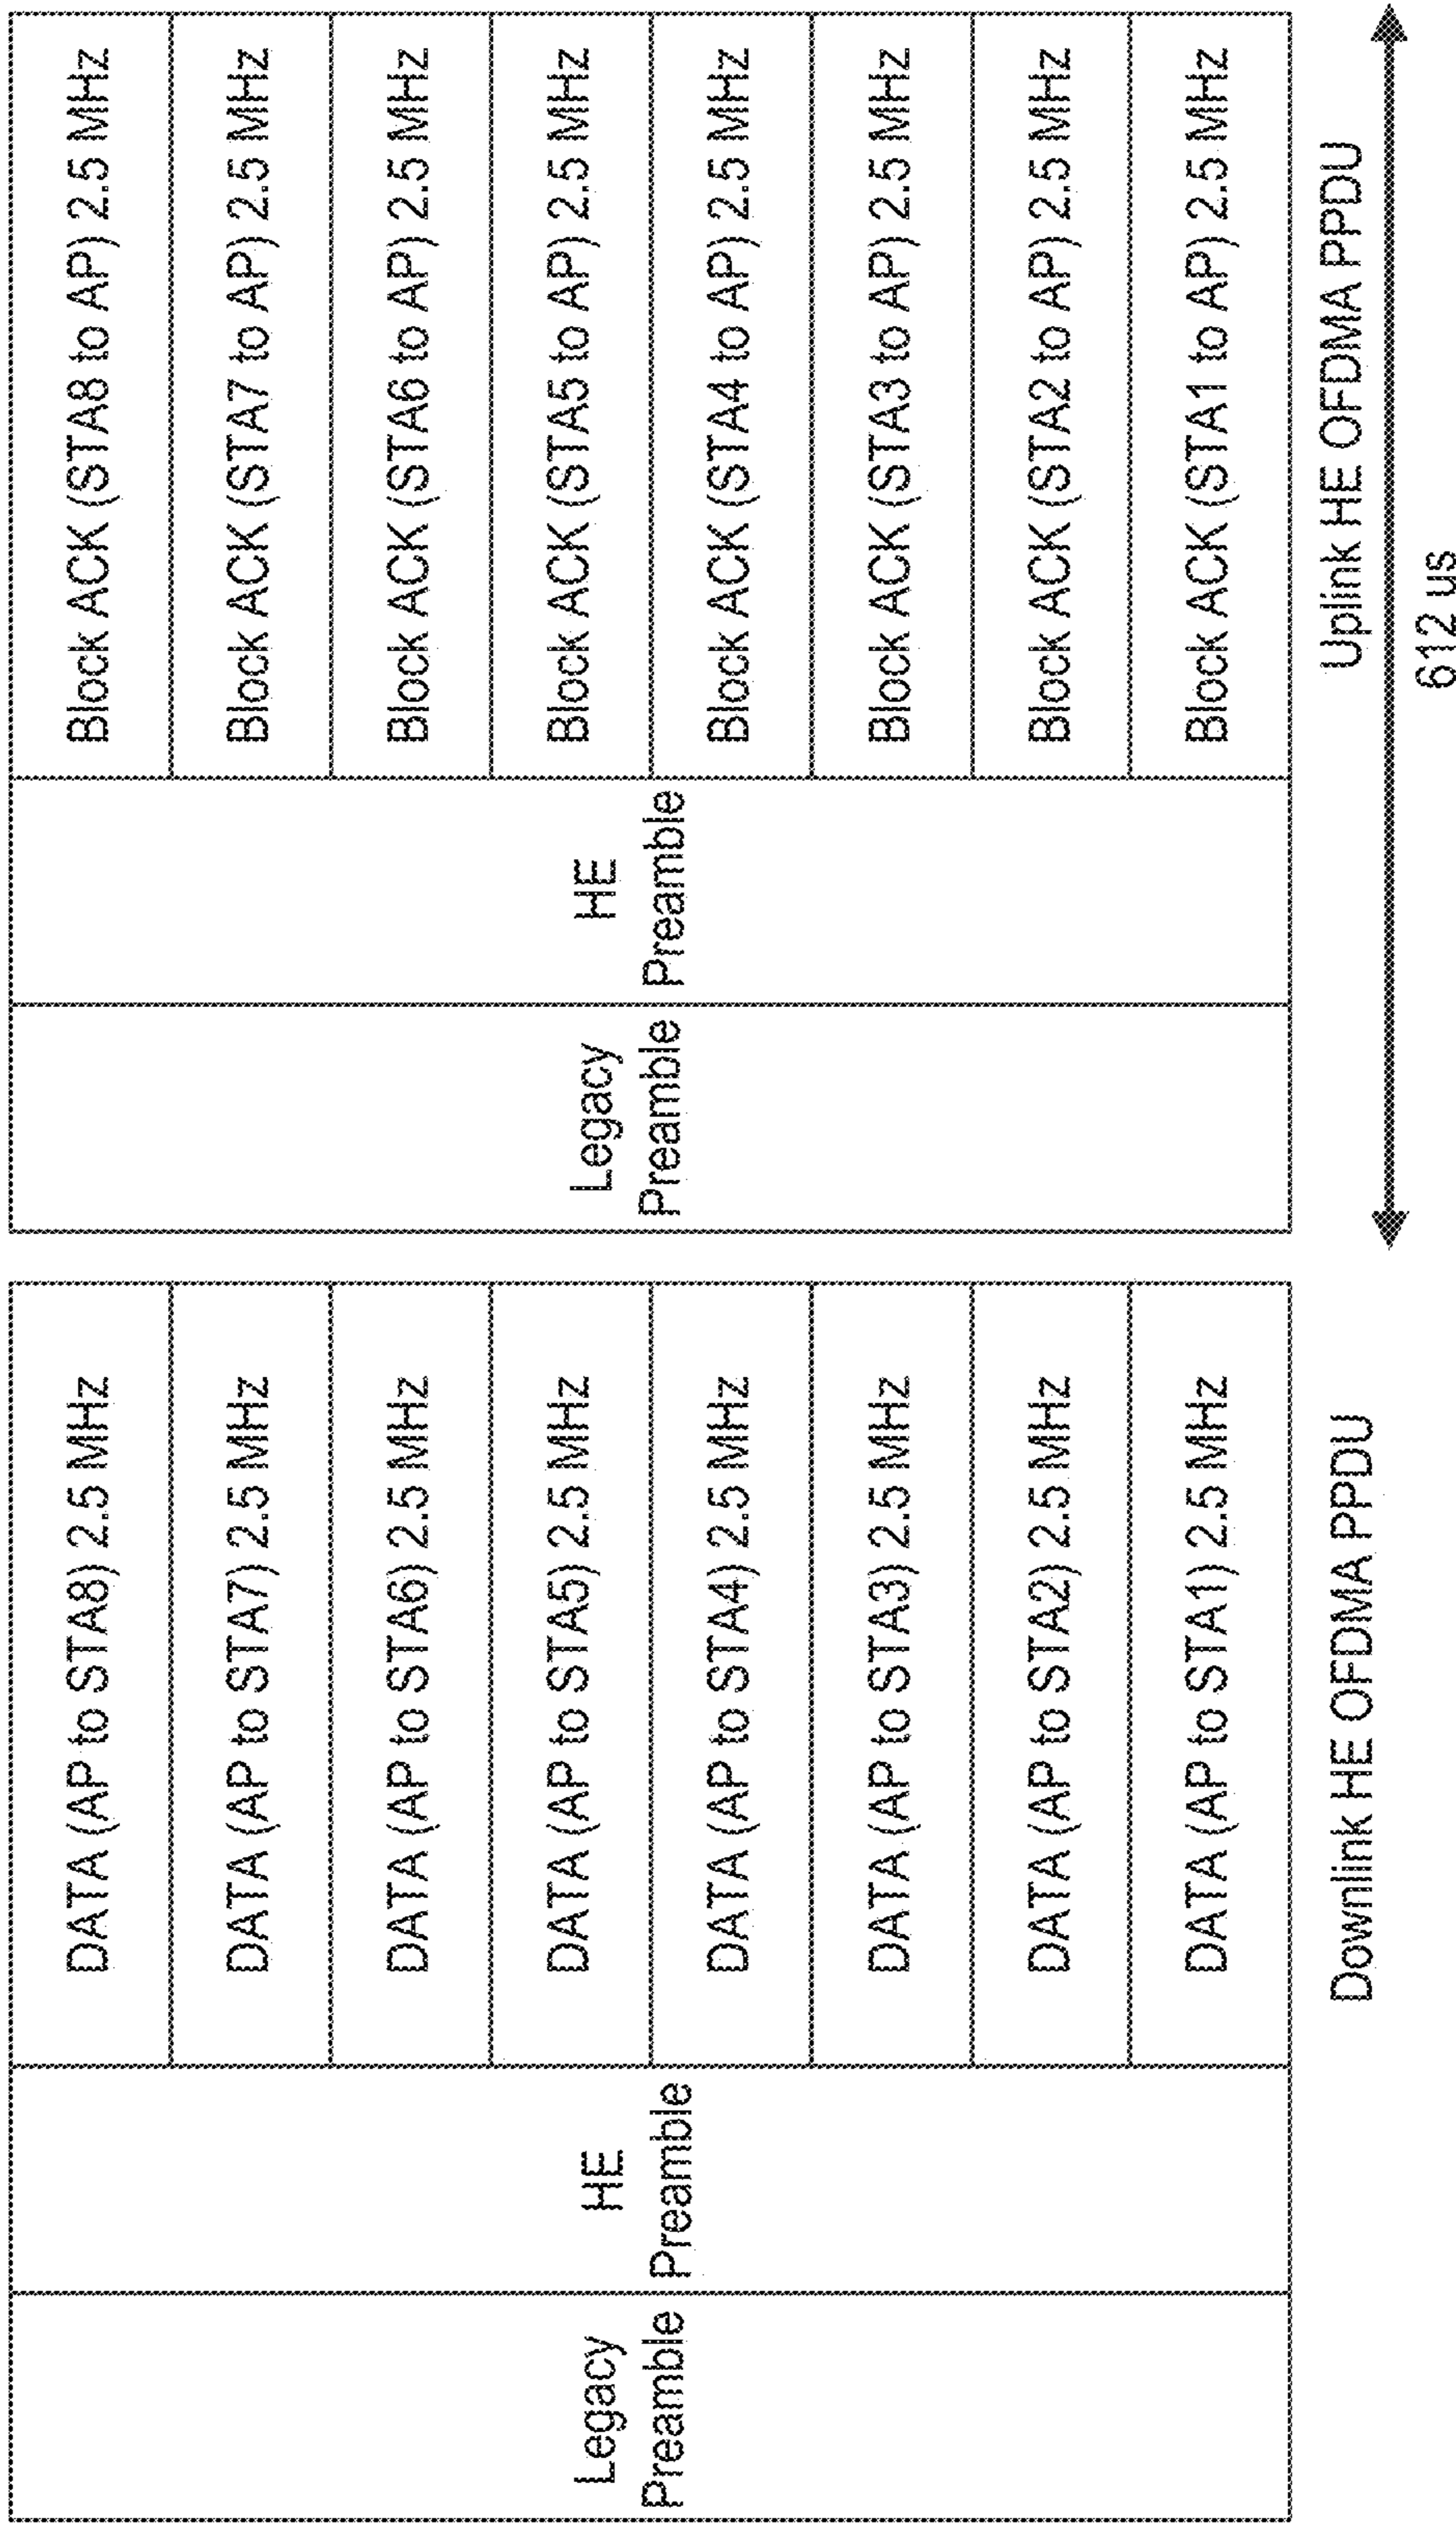 Legacy
Preamble
HE
Preamble
DATA (AP to STA8) 2.5 MHz
DATA (AP to STA7) 2.5 MHz
DATA (AP to STA6) 2.5 MHz
DATA (AP to STA5) 2.5 MHz
DATA (AP to STA4) 2.5 MHz
DATA (AP to STA3) 2.5 MHz
DATA (AP to STA2) 2.5 MHz
DATA (AP to STA1) 2.5 MHz
Downlink HE OFDMA PPDU
Legacy
Preamble
HE
Preamble
Block ACK (STA8 to AP) 2.5 MHz
Block ACK (STA7 to AP) 2.5 MHz
Block ACK (STA6 to AP) 2.5 MHz
Block ACK (STA5 to AP) 2.5 MHz
Block ACK (STA4 to AP) 2.5 MHz
Block ACK (STA3 to AP) 2.5 MHz
Block ACK (STA2 to AP) 2.5 MHz
Block ACK (STA1 to AP) 2.5 MHz
Uplink HE OFDMA PPDU
612 us